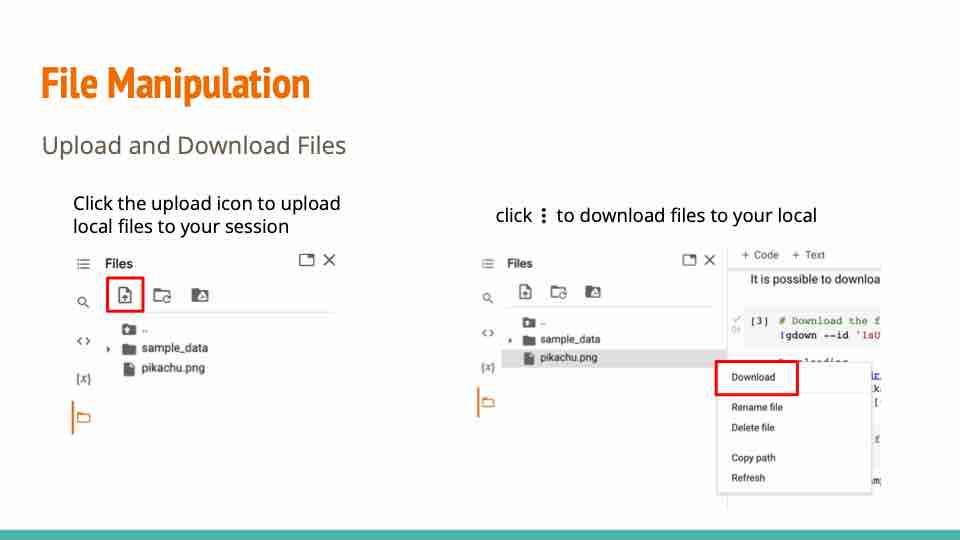 File Manipulation
Upload and Download Files
Click the upload icon to upload
local files to your session
Files
..
sample_data
pikachu.png
{x}
click ⋮ to download files to your local
Files
..
sample_data
pikachu.png
{x}
+ Code + Text
It is possible to downloa
[3] # Download the f
!gdown --id '1sU
Download
Rename file
Delete file
Copy path
Refresh